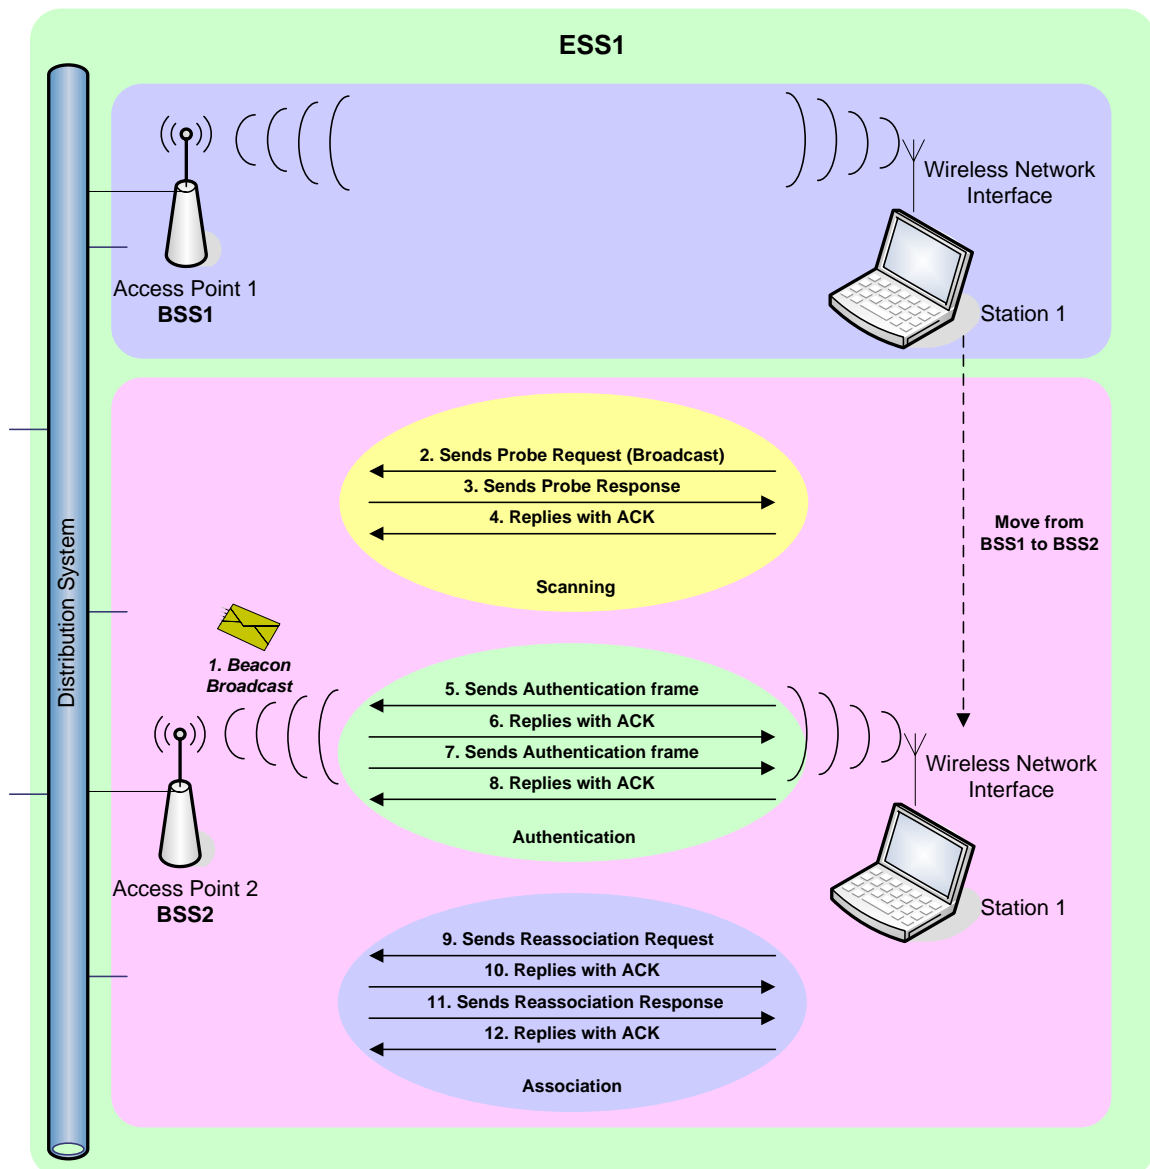 ESS1
Wireless Network
Interface
Access Point 1
BSS1
Station 1
2. Sends Probe Request (Broadcast)
3. Sends Probe Response
4. Replies with ACK
Scanning
Move from
BSS1 to BSS2
Distribution System
1. Beacon
Broadcast
5. Sends Authentication frame
6. Replies with ACK
7. Sends Authentication frame
8. Replies with ACK
Authentication
Wireless Network
Interface
Access Point 2
BSS2
Station 1
9. Sends Reassociation Request
10. Replies with ACK
11. Sends Reassociation Response
12. Replies with ACK
Association